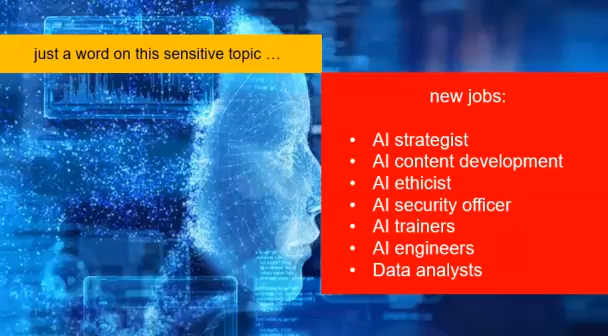 just a word on this sensitive topic …
new jobs:
• AI strategist
• AI content development
• AI ethicist
• AI security officer
• AI trainers
• AI engineers
• Data analysts